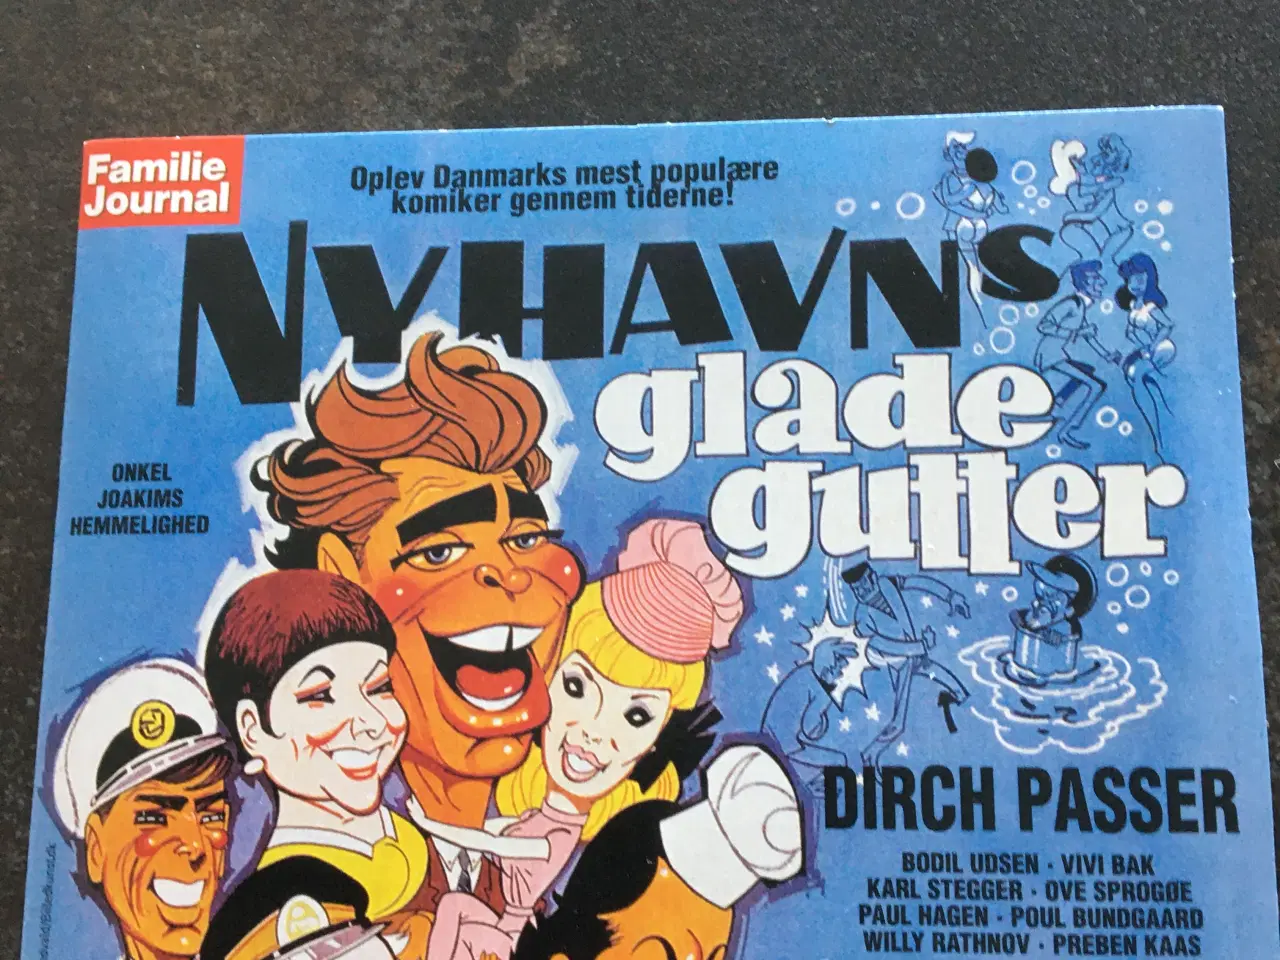 Familie
Journal
Oplev Danmarks mest populære
komiker gennem tiderne!
NYHAVNS
glade
gutter
ONKEL
JOAKIMS
HEMMELIGHED
DIRCH PASSER
BODIL UDSEN · VIVI BAK
KARL STEGGER · OVE SPROGØE
PAUL HAGEN · POUL BUNDGAARD
WILLY RATHNOV · PREBEN KAAS